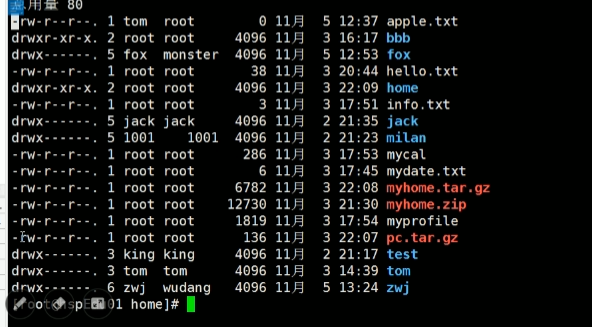 总用量 80
-rw-r--r--. 1 tom root 0 11月 5 12:37 apple.txt
drwxr-xr-x. 2 root root 4096 11月 3 16:17 bbb
drwx------. 5 fox monster 4096 11月 5 12:53 fox
-rw-r--r--. 1 root root 38 11月 3 20:44 hello.txt
drwxr-xr-x. 2 root root 4096 11月 3 22:09 home
-rw-r--r--. 1 root root 3 11月 3 17:51 info.txt
drwx------. 5 jack jack 4096 11月 2 21:35 jack
drwx------. 5 1001 1001 4096 11月 2 21:23 milan
-rw-r--r--. 1 root root 286 11月 3 17:53 mycal
-rw-r--r--. 1 root root 6 11月 3 17:45 mydate.txt
-rw-r--r--. 1 root root 6782 11月 3 22:08 myhome.tar.gz
-rw-r--r--. 1 root root 12730 11月 3 21:30 myhome.zip
-rw-r--r--. 1 root root 1819 11月 3 17:54 myprofile
-rw-r--r--. 1 root root 136 11月 3 22:07 pc.tar.gz
drwx------. 3 king king 4096 11月 2 21:17 test
drwx------. 3 tom tom 4096 11月 3 14:39 tom
drwx------. 6 zwj wudang 4096 11月 5 13:24 zwj
01 home]#